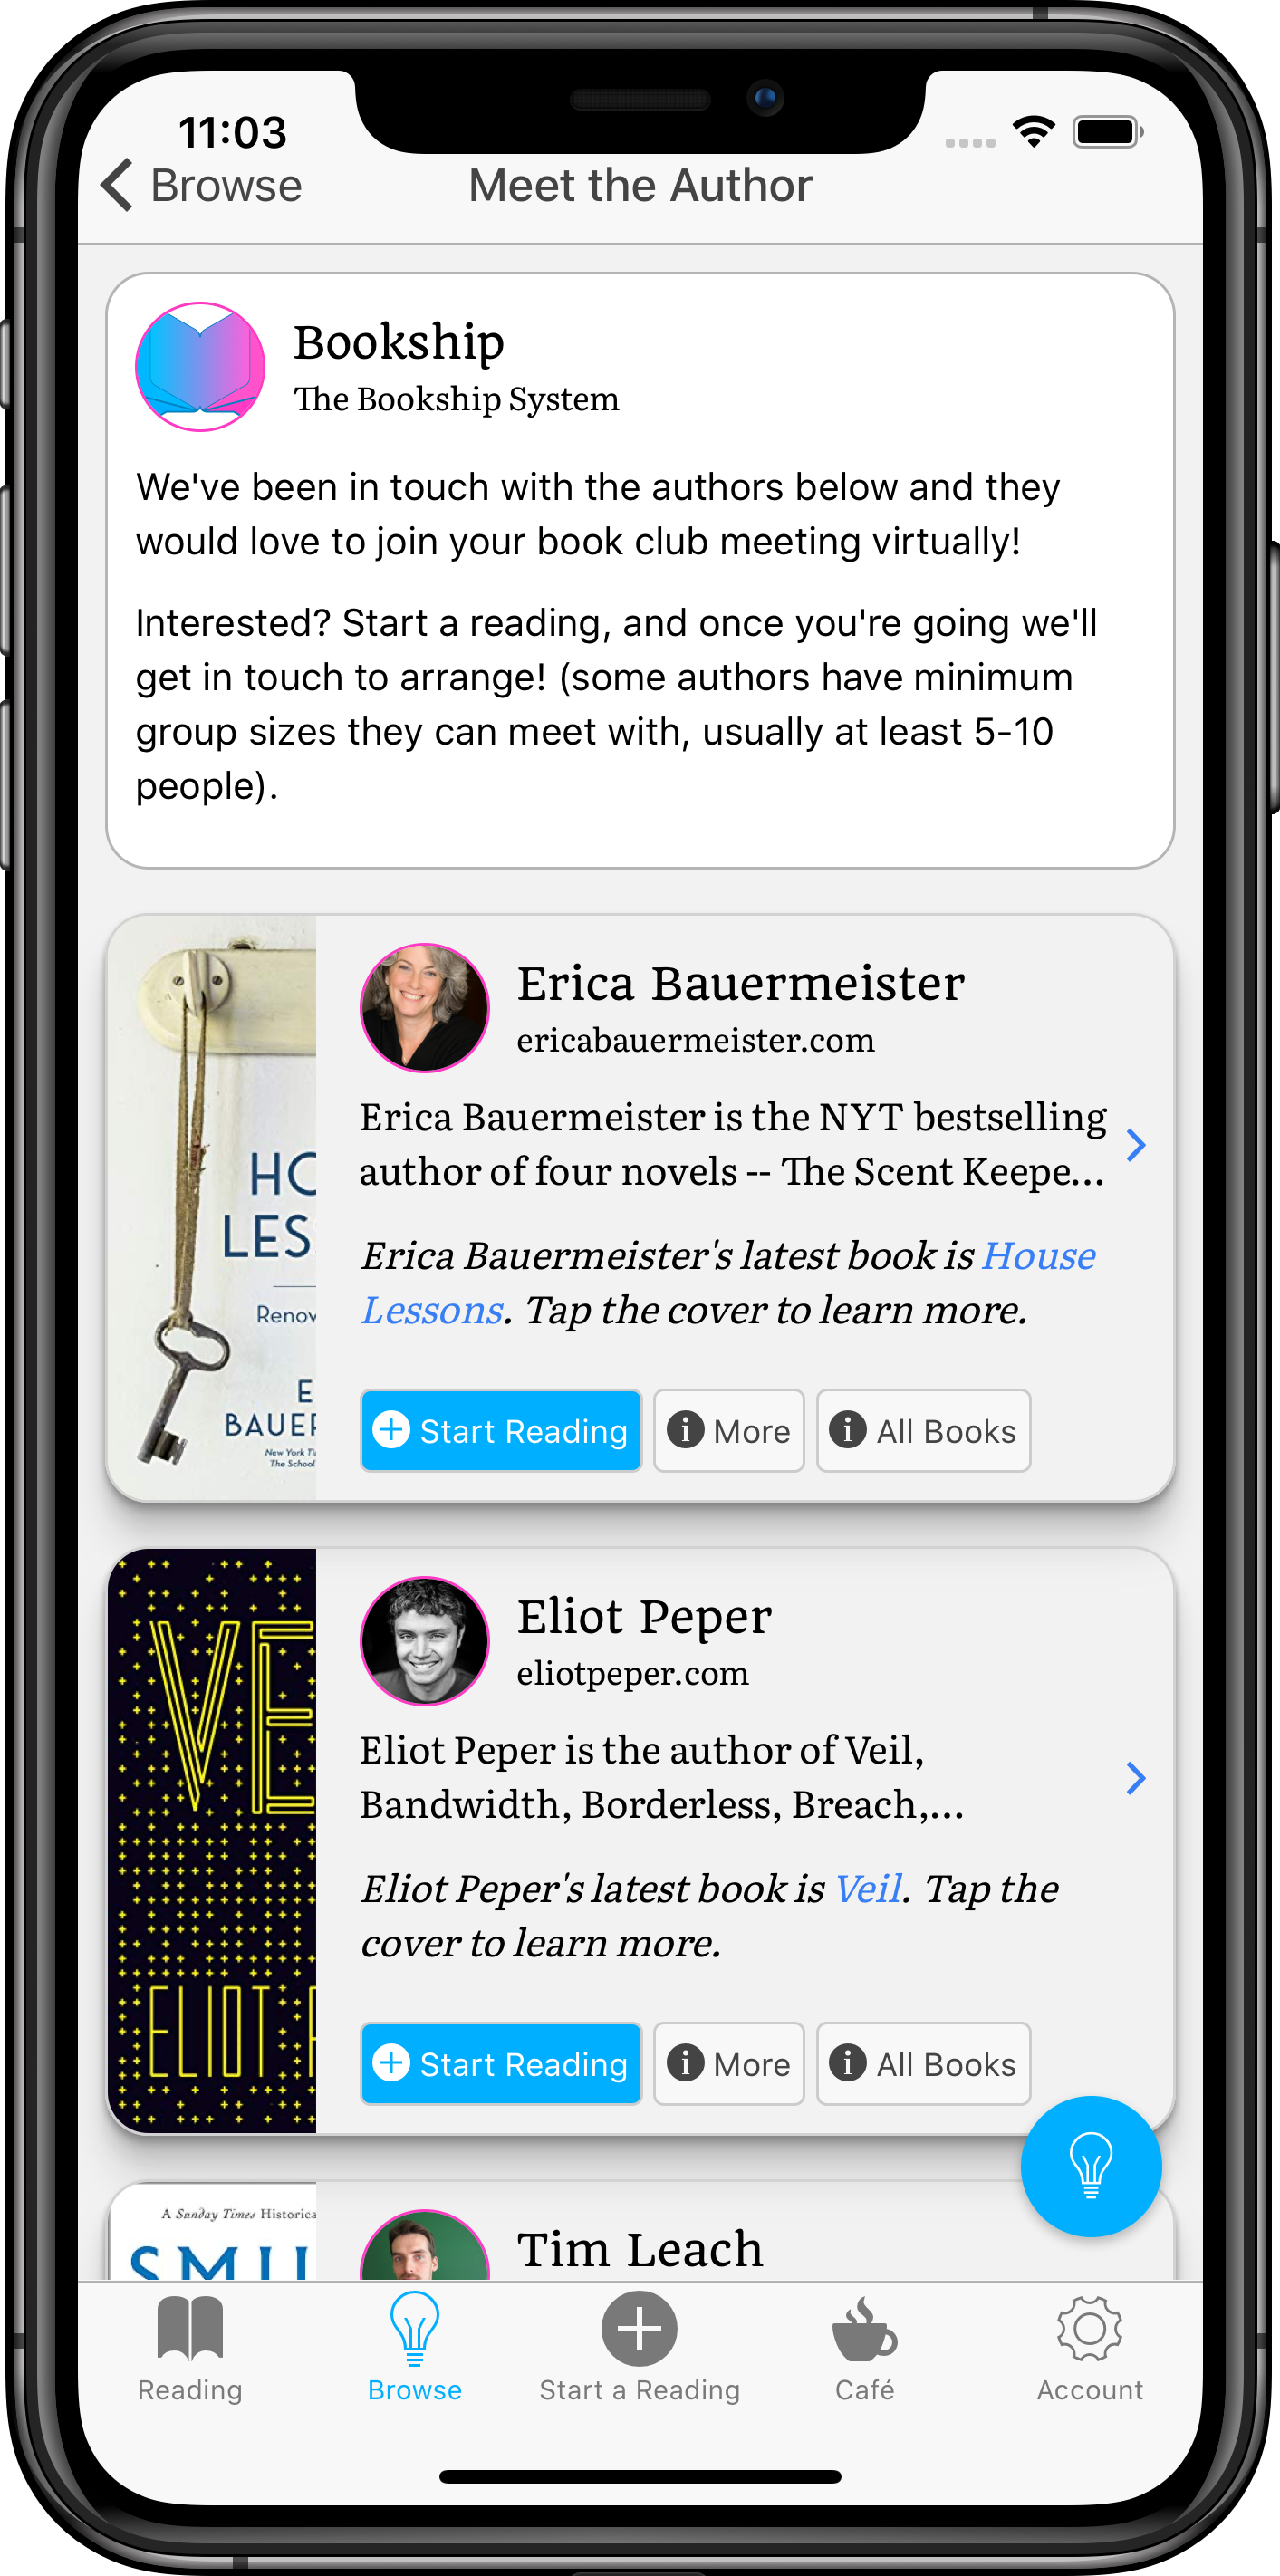 11:03
Browse
Meet the Author
Bookship
The Bookship System
We've been in touch with the authors below and they
would love to join your book club meeting virtually!
Interested? Start a reading, and once you're going we'll
get in touch to arrange! (some authors have minimum
group sizes they can meet with, usually at least 5-10
people).
HO
LES
Renov
E
BAUER
New York Ti
The School
Erica Bauermeister
ericabauermeister.com
Erica Bauermeister is the NYT bestselling
author of four novels -- The Scent Keepe...
Erica Bauermeister's latest book is House
Lessons. Tap the cover to learn more.
Start Reading
More
All Books
VE
ELIOT P
Eliot Peper
eliotpeper.com
Eliot Peper is the author of Veil,
Bandwidth, Borderless, Breach,...
Eliot Peper's latest book is Veil. Tap the
cover to learn more.
Start Reading
More
All Books
A Sunday Times Historica
SMIL
Tim Leach
Reading
Browse
Start a Reading
Café
Account